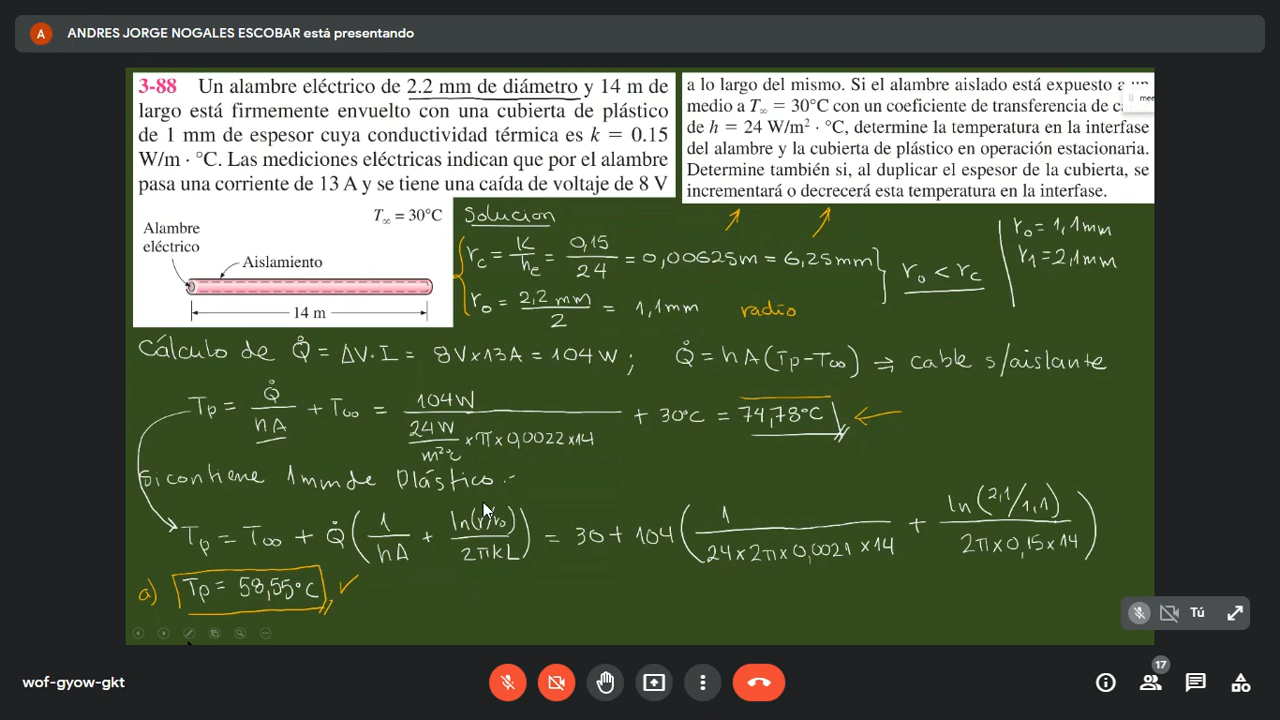 A ANDRES JORGE NOGALES ESCOBAR está presentando
3-88 Un alambre eléctrico de 2.2 mm de diámetro y 14 m de
largo está firmemente envuelto con una cubierta de plástico
de 1 mm de espesor cuya conductividad térmica es k = 0.15
W/m · °C. Las mediciones eléctricas indican que por el alambre
pasa una corriente de 13 A y se tiene una caída de voltaje de 8 V
a lo largo del mismo. Si el alambre aislado está expuesto a un
medio a T∞ = 30°C con un coeficiente de transferencia de
de h = 24 W/m² · °C, determine la temperatura en la interfase
del alambre y la cubierta de plástico en operación estacionaria.
Determine también si, al duplicar el espesor de la cubierta, se
incrementará o decrecerá esta temperatura en la interfase.
mee
T∞ = 30°C
Alambre
eléctrico
Aislamiento
14 m
Solucion
rc = K/he = 0,15/24 = 0,00625m = 6,25mm
ro = 2,2 mm/2 = 1,1mm radio
ro < rc
ro = 1,1mm
r1 = 2,1mm
Cálculo de Q̇ = ΔV·I = 8V x 13A = 104W ; Q̇ = hA(Tp-T∞) ⇒ cable s/aislante
Tp = Q̇/hA + T∞ = 104W / (24W/m²°C x π x 0,0022 x 14) + 30°C = 74,78°C
Si contiene 1mm de Plástico.-
Tp = T∞ + Q̇ (1/hA + ln(r/ro)/2πkL) = 30 + 104 (1/(24 x 2π x 0,0021 x 14) + ln(2,1/1,1)/(2π x 0,15 x 14))
a) Tp = 58,55°C ✓
Tú
wof-gyow-gkt
17